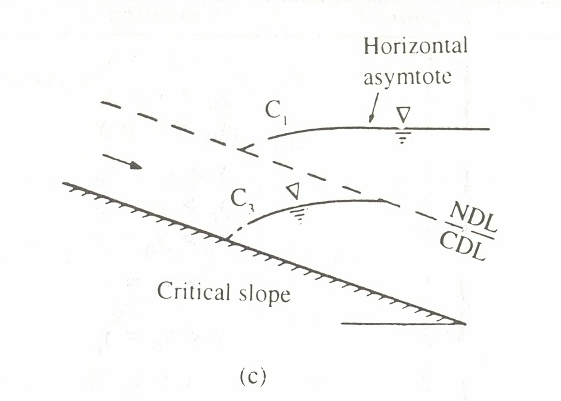 Horizontal
asymtote
C1
C3
NDL
CDL
Critical slope
(c)